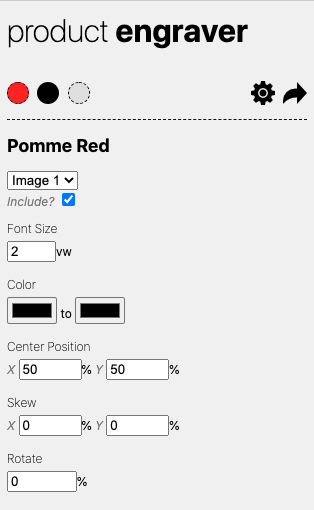 product engraver
Pomme Red
Image 1
Include?
Font Size
2 vw
Color
to
Center Position
X 50 % Y 50 %
Skew
X 0 % Y 0 %
Rotate
0 %